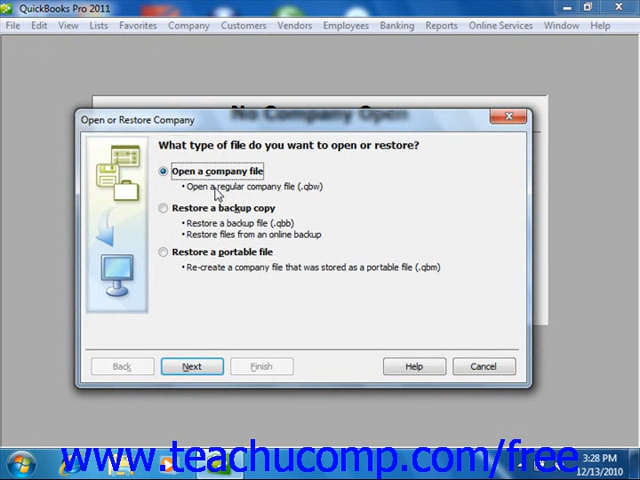 QuickBooks Pro 2011
File Edit View Lists Favorites Company Customers Vendors Employees Banking Reports Online Services Window Help
No Company Open
Open or Restore Company
What type of file do you want to open or restore?
Open a company file
• Open a regular company file (.qbw)
Restore a backup copy
• Restore a backup file (.qbb)
• Restore files from an online backup
Restore a portable file
• Re-create a company file that was stored as a portable file (.qbm)
Back Next Finish Help Cancel
www.teachucomp.com/free
3:28 PM
12/13/2010